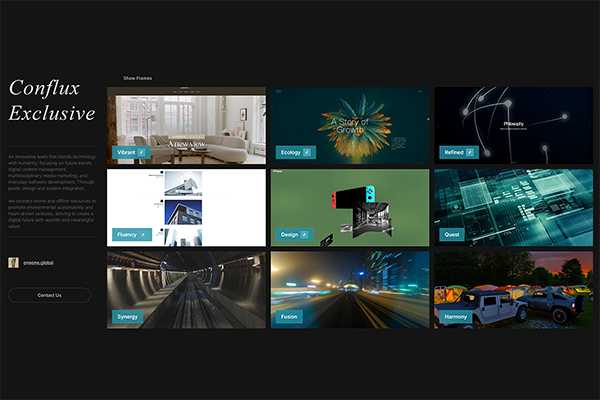 Conflux
Exclusive
An innovative team that blends technology
with humanity, focusing on future trends,
digital content management,
multidisciplinary media marketing, and
everyday software development. Through
poetic design and system integration,
we connect online and offline resources to
promote environmental sustainability and
heart-driven ventures, striving to create a
digital future with warmth and meaningful
value.
oneone.global
Contact Us
Show Frames
A new view
Vibrant
A Story of
Growth
Ecology
Philosophy
Refined
Fluency
Design
Quest
Synergy
Fusion
Harmony